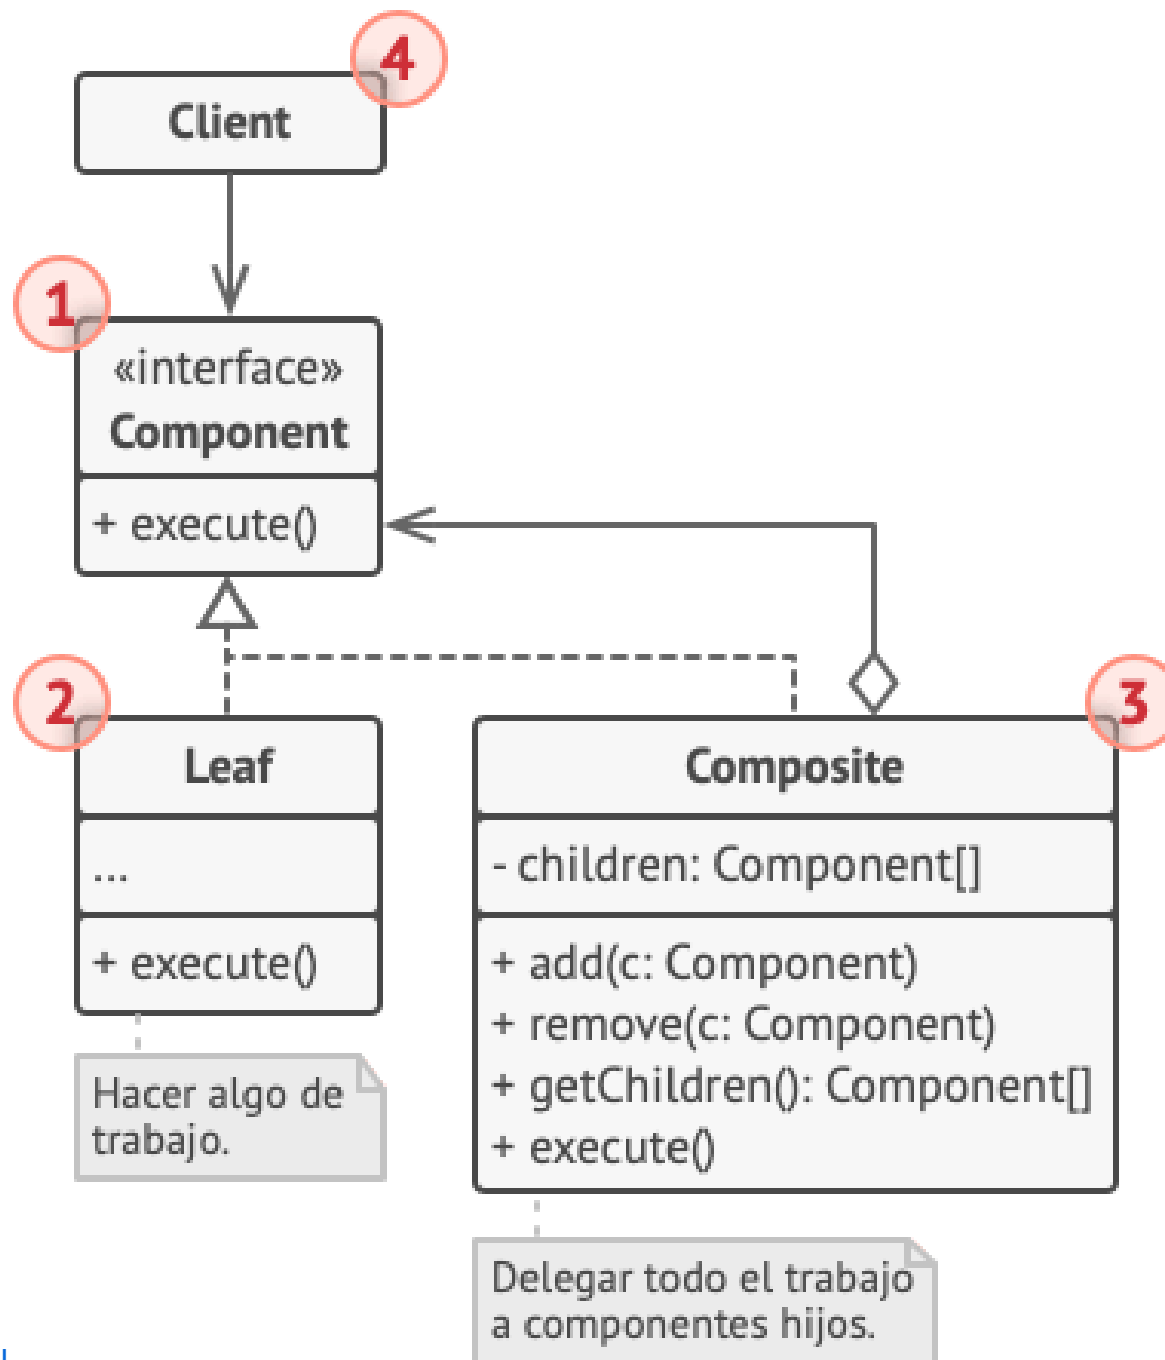 4
Client
1
«interface»
Component
+ execute()
2
Leaf
...
+ execute()
Hacer algo de
trabajo.
3
Composite
- children: Component[]
+ add(c: Component)
+ remove(c: Component)
+ getChildren(): Component[]
+ execute()
Delegar todo el trabajo
a componentes hijos.